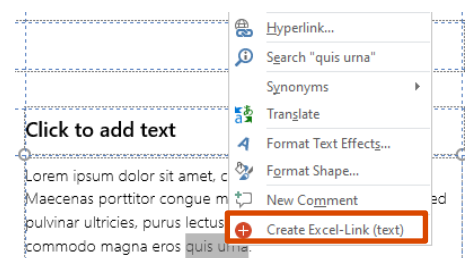 Hyperlink...
Search "quis urna"
Synonyms
Translate
Format Text Effects...
Format Shape...
New Comment
Create Excel-Link (text)
Click to add text
Lorem ipsum dolor sit amet, c
Maecenas porttitor congue m ed
pulvinar ultricies, purus lectus
commodo magna eros quis urna.